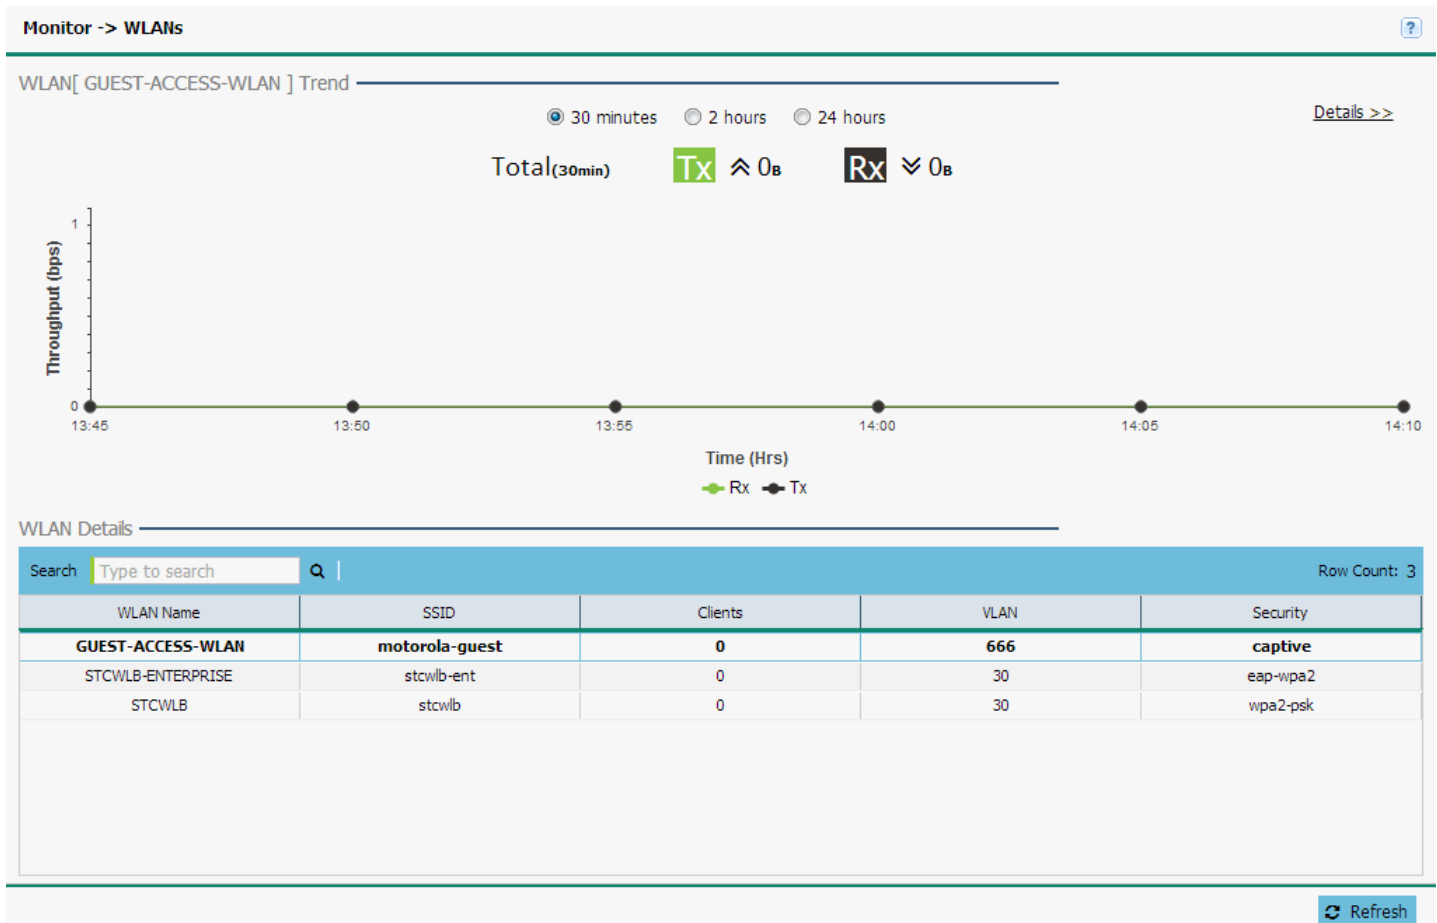 Monitor -> WLANs
?
WLAN[ GUEST-ACCESS-WLAN ] Trend
30 minutes 2 hours 24 hours Details >>
Total(30min) Tx 0B Rx 0B
1
Throughput (bps)
0
13:45 13:50 13:55 14:00 14:05 14:10
Time (Hrs)
Rx Tx
WLAN Details
Search Type to search Row Count: 3
WLAN Name SSID Clients VLAN Security
GUEST-ACCESS-WLAN motorola-guest 0 666 captive
STCWLB-ENTERPRISE stcwlb-ent 0 30 eap-wpa2
STCWLB stcwlb 0 30 wpa2-psk
Refresh